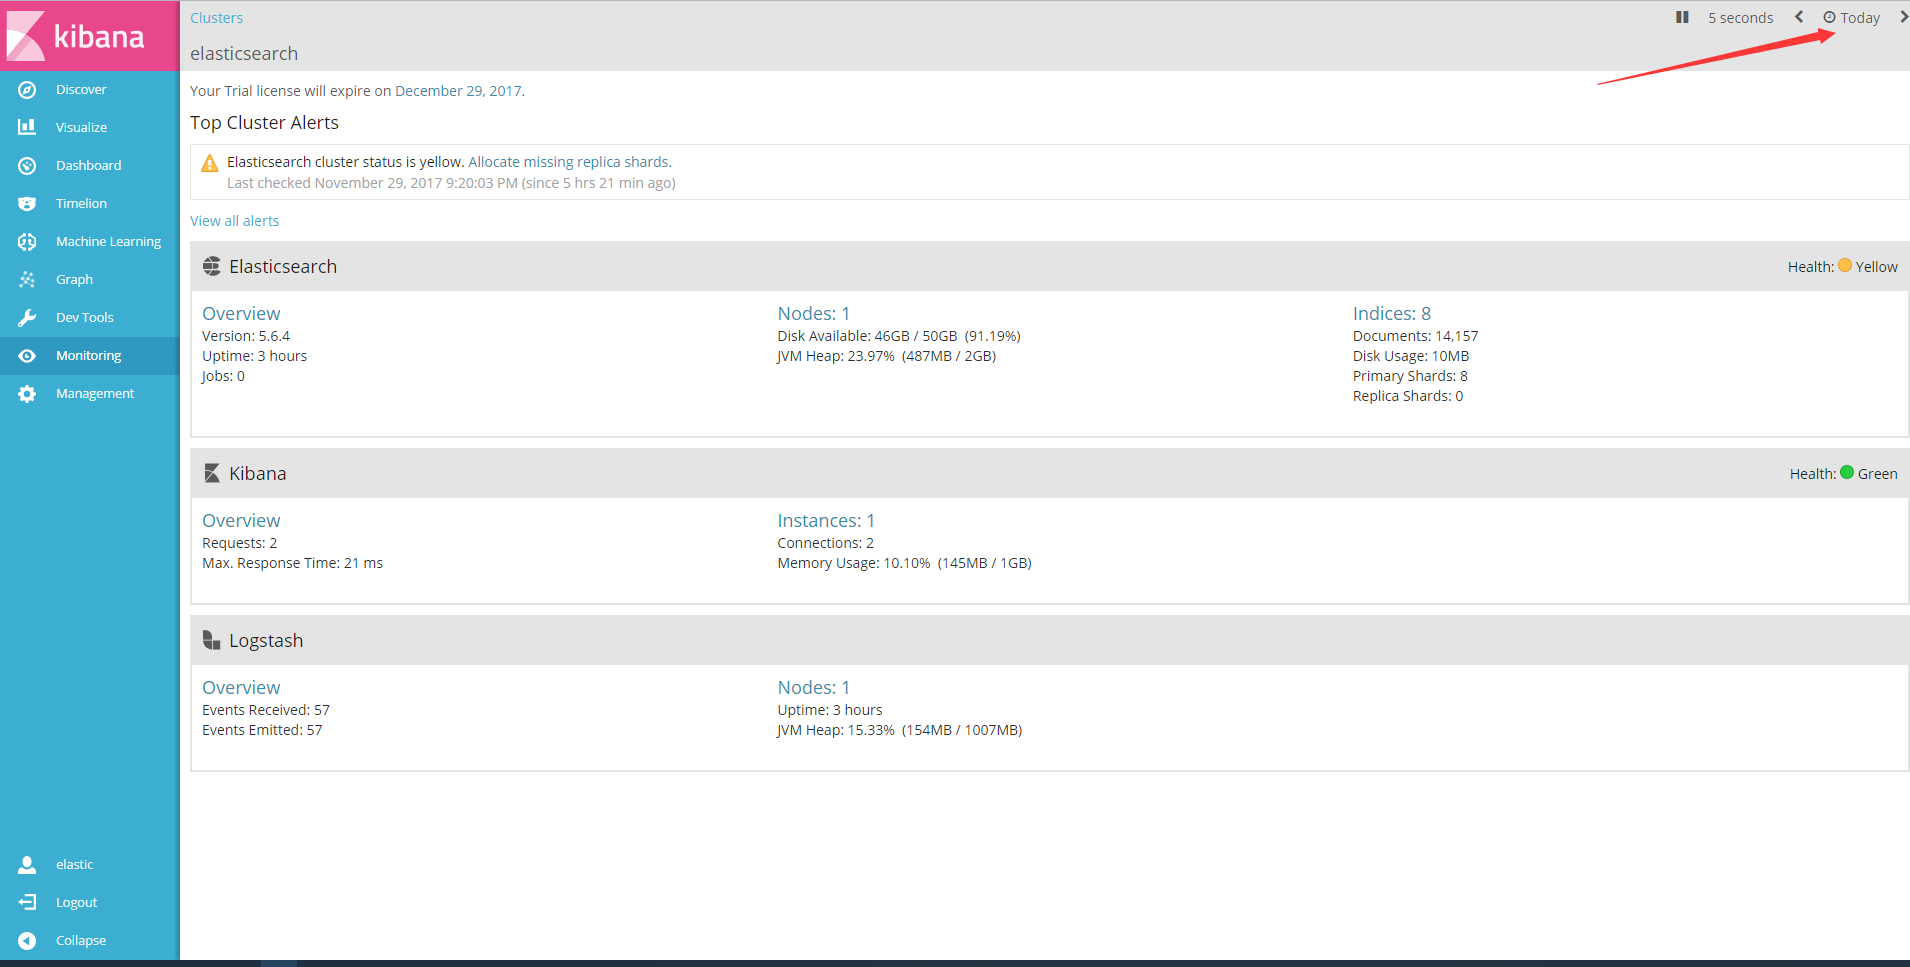 kibana
Discover
Visualize
Dashboard
Timelion
Machine Learning
Graph
Dev Tools
Monitoring
Management
elastic
Logout
Collapse
Clusters
5 seconds
Today
elasticsearch
Your Trial license will expire on December 29, 2017.
Top Cluster Alerts
Elasticsearch cluster status is yellow. Allocate missing replica shards.
Last checked November 29, 2017 9:20:03 PM (since 5 hrs 21 min ago)
View all alerts
Elasticsearch
Health: Yellow
Overview
Version: 5.6.4
Uptime: 3 hours
Jobs: 0
Nodes: 1
Disk Available: 46GB / 50GB (91.19%)
JVM Heap: 23.97% (487MB / 2GB)
Indices: 8
Documents: 14,157
Disk Usage: 10MB
Primary Shards: 8
Replica Shards: 0
Kibana
Health: Green
Overview
Requests: 2
Max. Response Time: 21 ms
Instances: 1
Connections: 2
Memory Usage: 10.10% (145MB / 1GB)
Logstash
Overview
Events Received: 57
Events Emitted: 57
Nodes: 1
Uptime: 3 hours
JVM Heap: 15.33% (154MB / 1007MB)